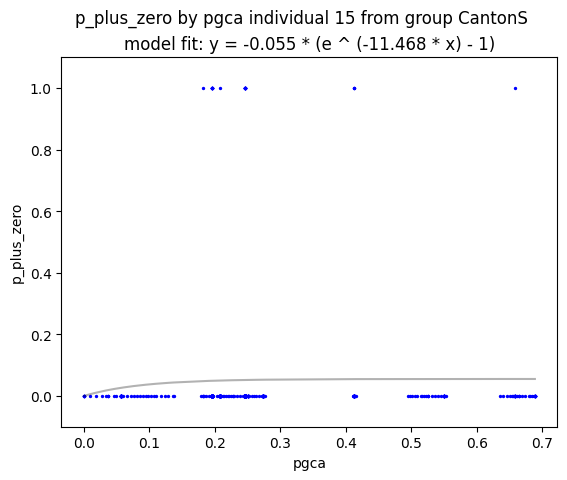 p_plus_zero by pgca individual 15 from group CantonS
model fit: y = -0.055 * (e ^ (-11.468 * x) - 1)
1.0
0.8
0.6
0.4
0.2
0.0
p_plus_zero
0.0 0.1 0.2 0.3 0.4 0.5 0.6 0.7
pgca